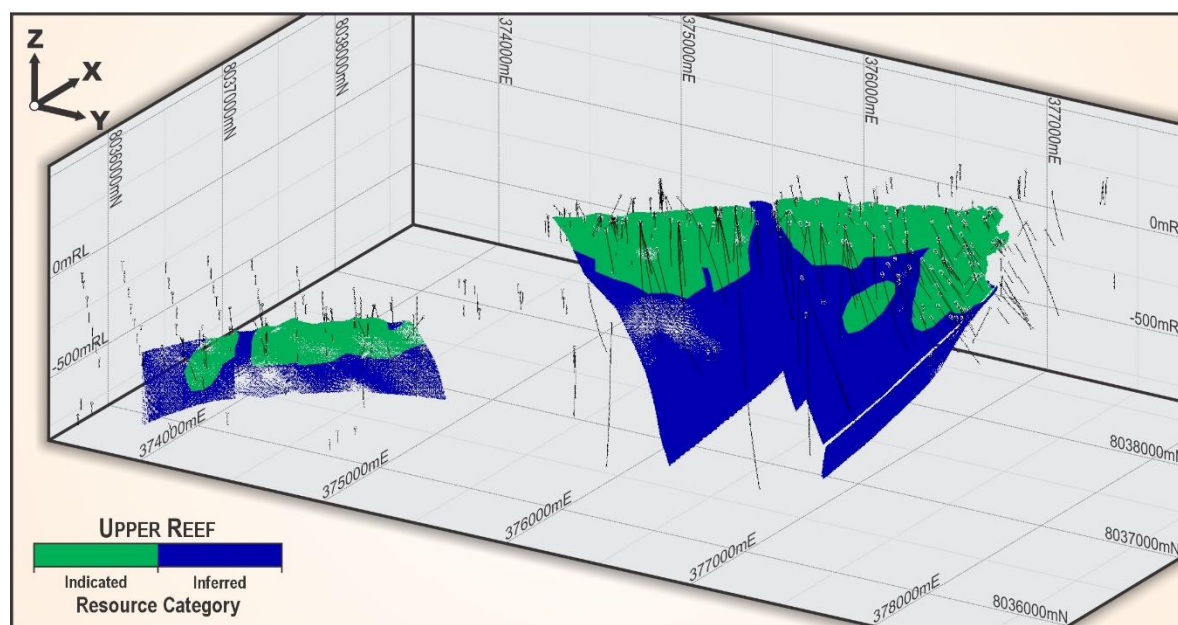 Z
X
Y
8036000mN
8037000mN
8038000mN
374000mE
375000mE
376000mE
377000mE
0mRL
-500mRL
0mRL
-500mRL
374000mE
375000mE
376000mE
377000mE
378000mE
8038000mN
8037000mN
8036000mN
UPPER REEF
Indicated Inferred
Resource Category